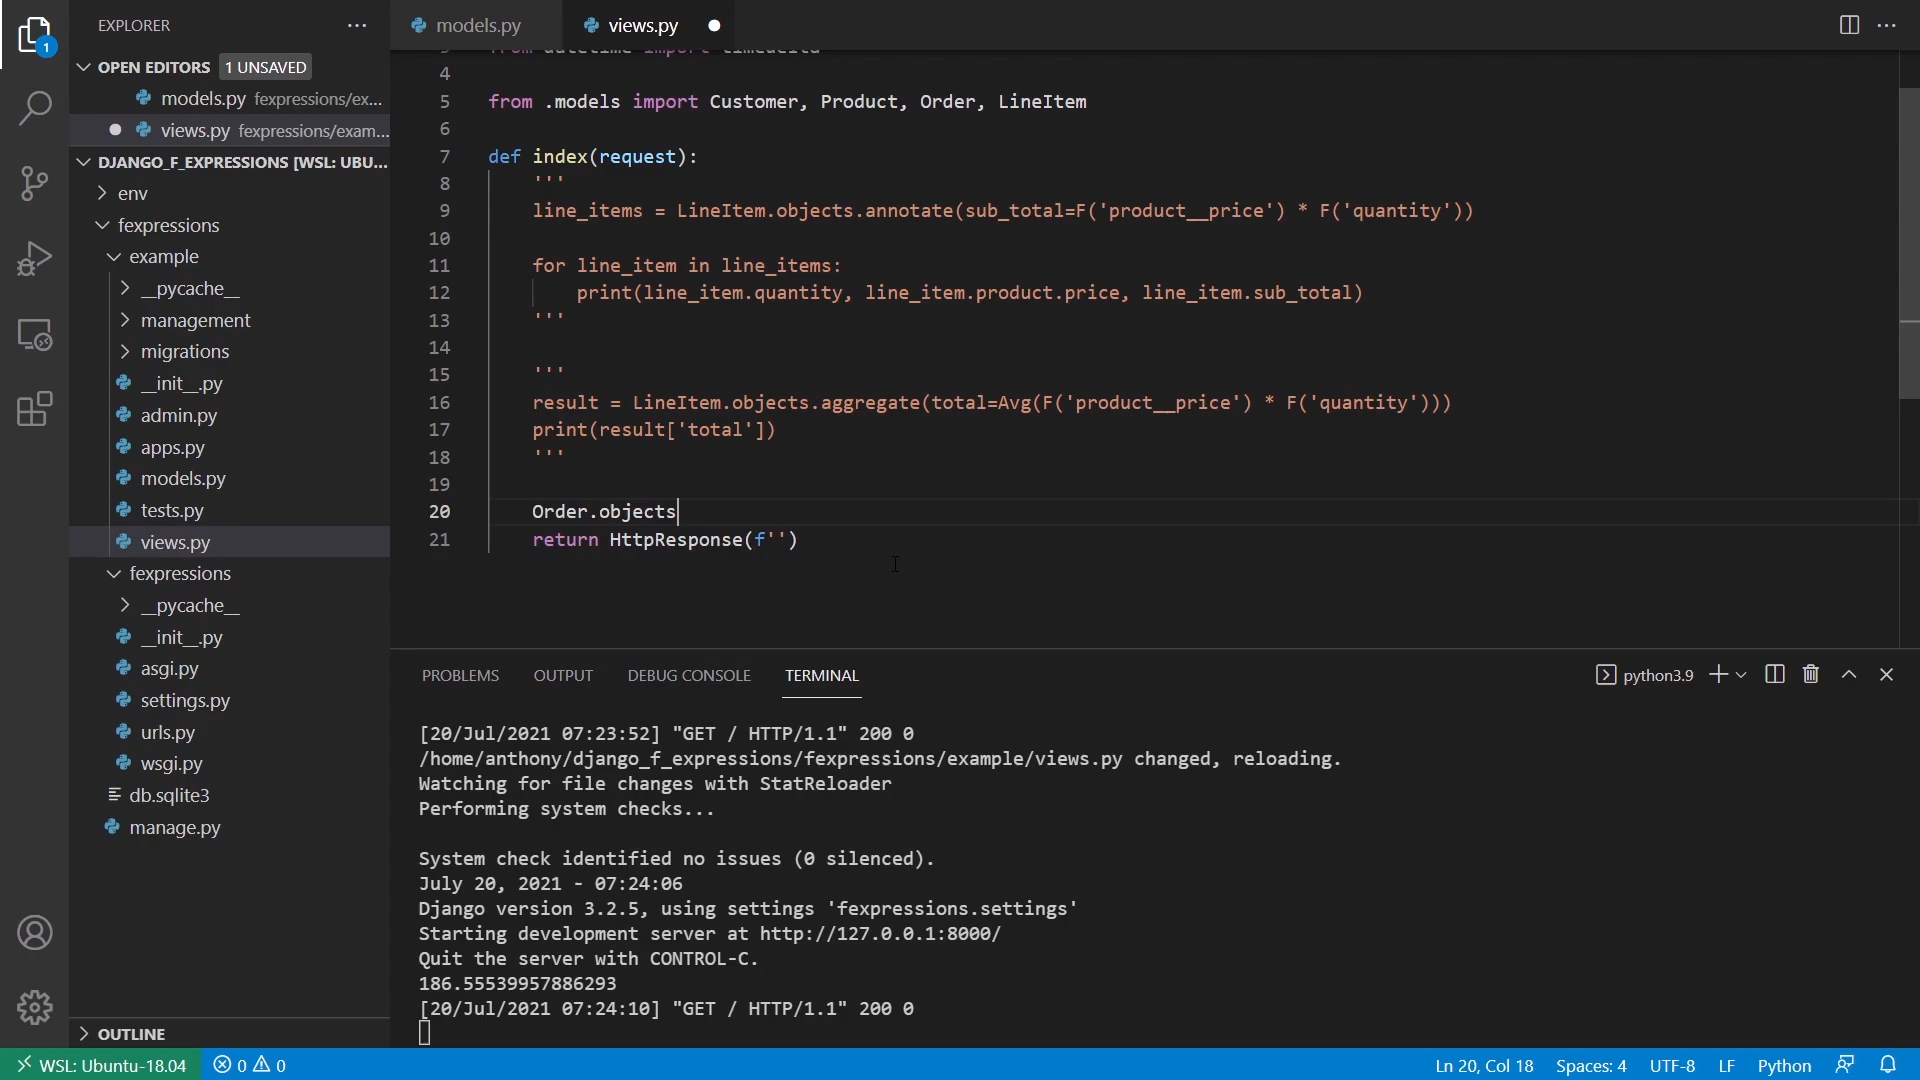 EXPLORER
models.py
views.py
1
OPEN EDITORS 1 UNSAVED
models.py fexpressions/ex...
views.py fexpressions/exam...
DJANGO_F_EXPRESSIONS [WSL: UBU...
env
fexpressions
example
__pycache__
management
migrations
__init__.py
admin.py
apps.py
models.py
tests.py
views.py
fexpressions
__pycache__
__init__.py
asgi.py
settings.py
urls.py
wsgi.py
db.sqlite3
manage.py
OUTLINE
4
5 from .models import Customer, Product, Order, LineItem
6
7 def index(request):
8 '''
9 line_items = LineItem.objects.annotate(sub_total=F('product__price') * F('quantity'))
10
11 for line_item in line_items:
12 print(line_item.quantity, line_item.product.price, line_item.sub_total)
13 '''
14
15 '''
16 result = LineItem.objects.aggregate(total=Avg(F('product__price') * F('quantity')))
17 print(result['total'])
18 '''
19
20 Order.objects
21 return HttpResponse(f'')
PROBLEMS OUTPUT DEBUG CONSOLE TERMINAL
python3.9
[20/Jul/2021 07:23:52] "GET / HTTP/1.1" 200 0
/home/anthony/django_f_expressions/fexpressions/example/views.py changed, reloading.
Watching for file changes with StatReloader
Performing system checks...
System check identified no issues (0 silenced).
July 20, 2021 - 07:24:06
Django version 3.2.5, using settings 'fexpressions.settings'
Starting development server at http://127.0.0.1:8000/
Quit the server with CONTROL-C.
186.55539957886293
[20/Jul/2021 07:24:10] "GET / HTTP/1.1" 200 0
WSL: Ubuntu-18.04 0 0 Ln 20, Col 18 Spaces: 4 UTF-8 LF Python